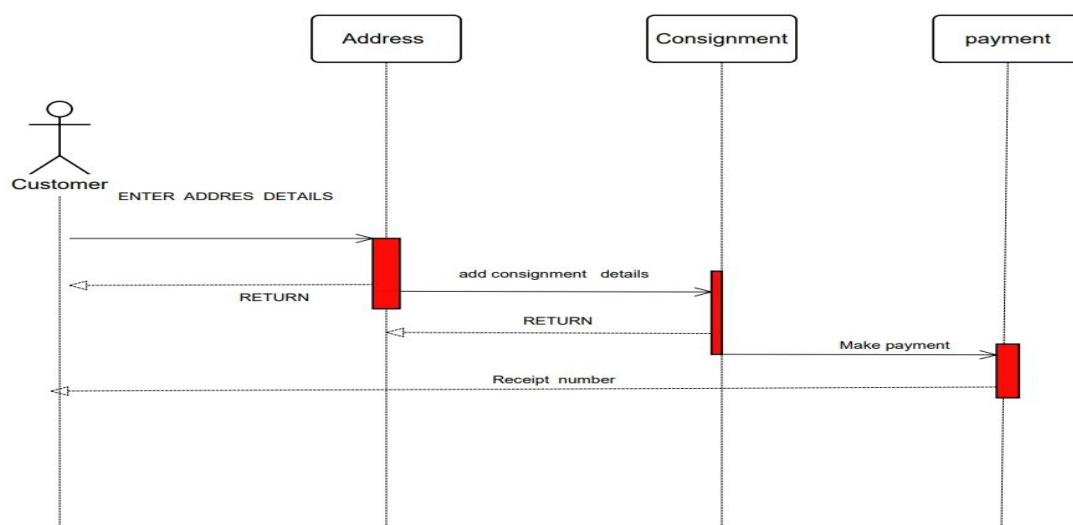 Address
Consignment
payment
Customer
ENTER ADDRES DETAILS
add consignment details
RETURN
RETURN
Make payment
Receipt number